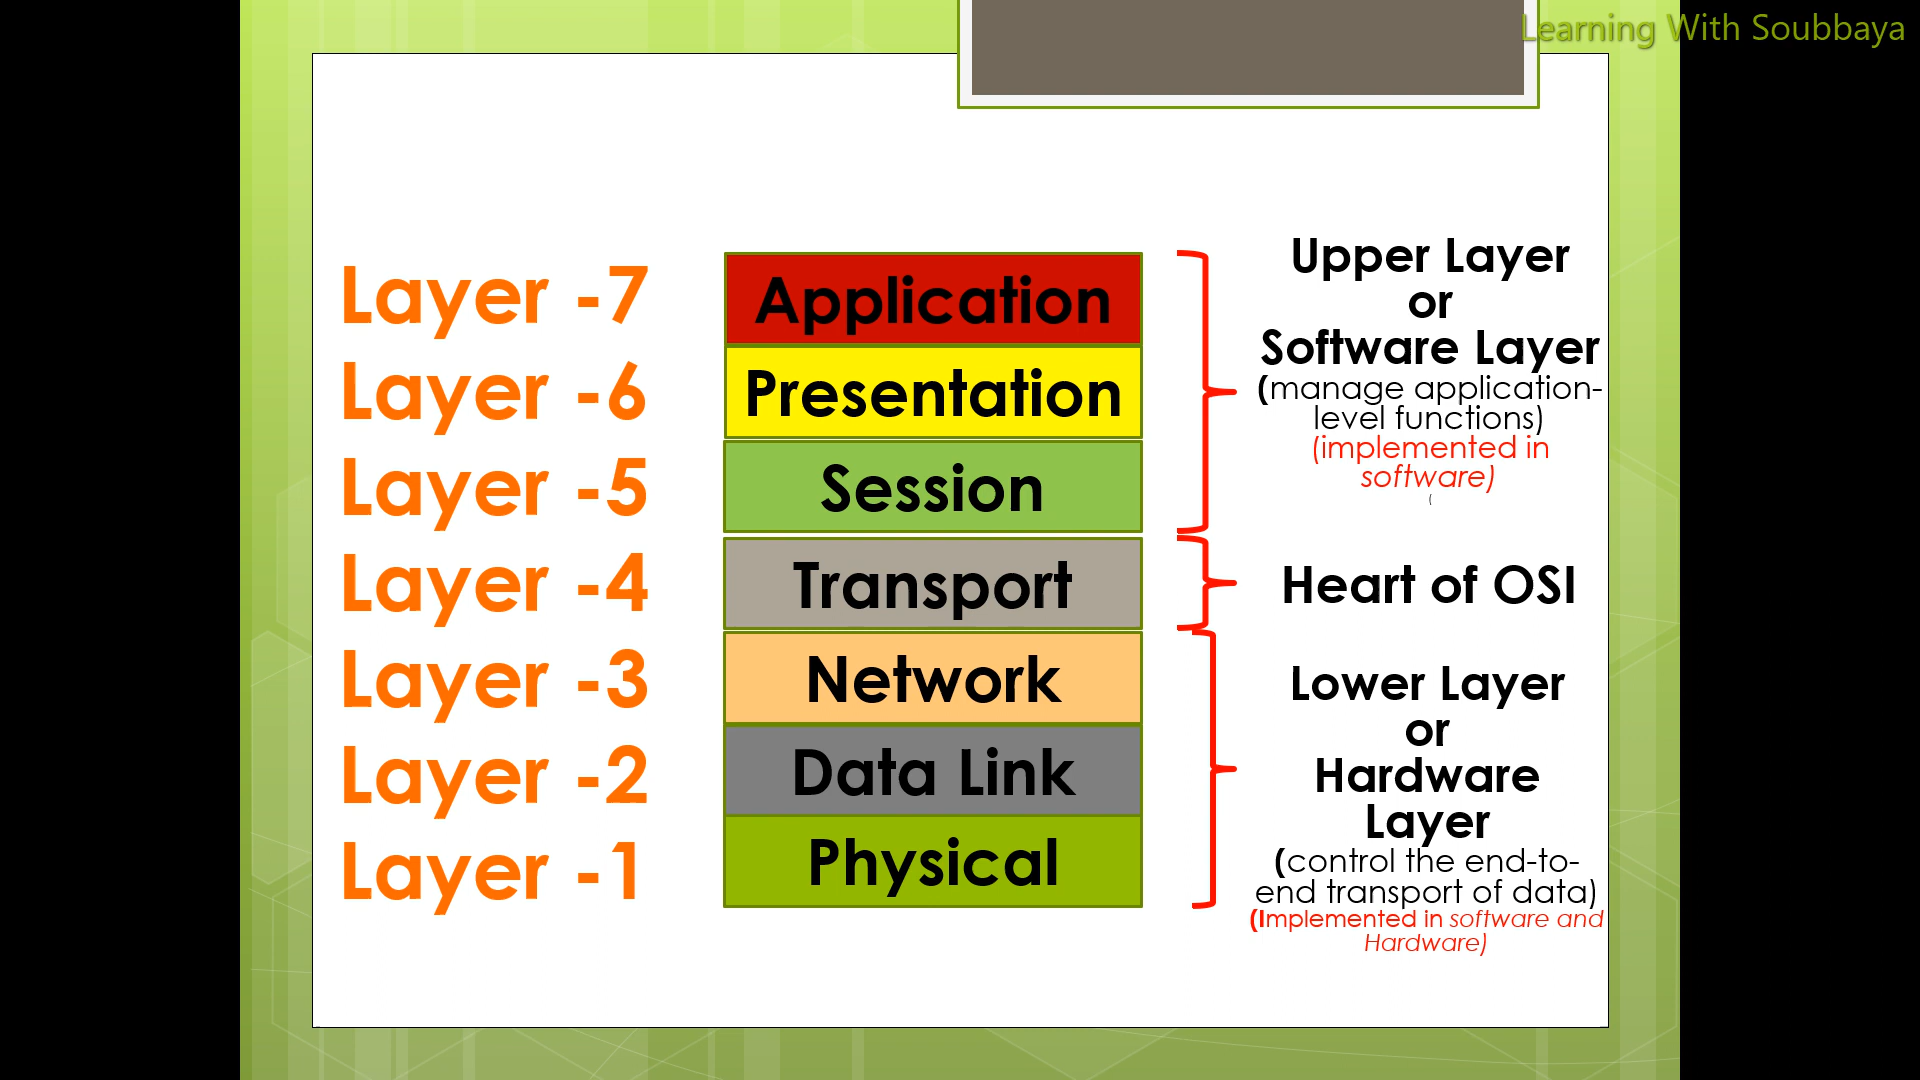 Learning With Soubbaya
Layer -7
Layer -6
Layer -5
Layer -4
Layer -3
Layer -2
Layer -1
Application
Presentation
Session
Transport
Network
Data Link
Physical
Upper Layer
or
Software Layer
(manage application-
level functions)
(implemented in
software)
(
Heart of OSI
Lower Layer
or
Hardware
Layer
(control the end-to-
end transport of data)
(Implemented in software and
Hardware)